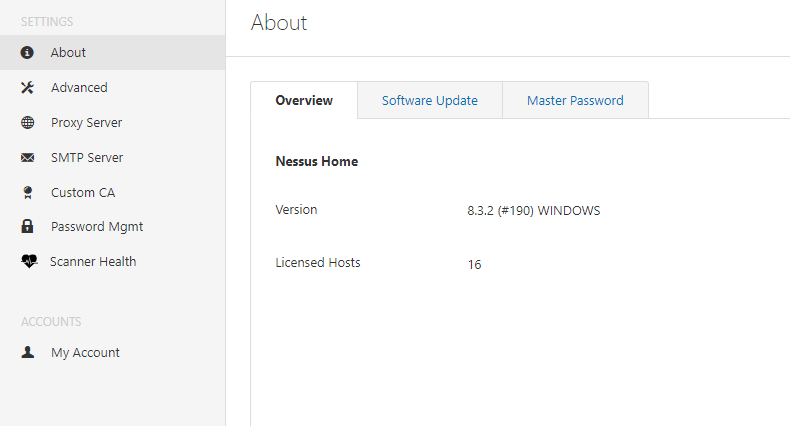 SETTINGS
About
Advanced
Proxy Server
SMTP Server
Custom CA
Password Mgmt
Scanner Health
ACCOUNTS
My Account
About
Overview Software Update Master Password
Nessus Home
Version 8.3.2 (#190) WINDOWS
Licensed Hosts 16